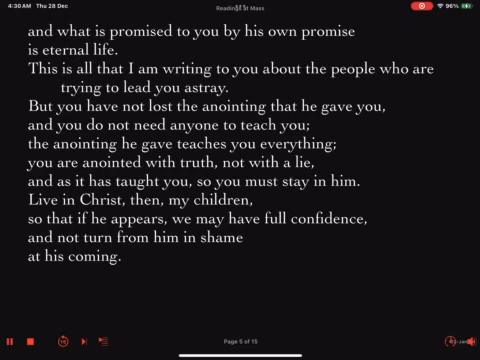 4:30 AM Thu 28 Dec
96%
and what is promised to you by his own promise
is eternal life.
This is all that I am writing to you about the people who are
trying to lead you astray.
But you have not lost the anointing that he gave you,
and you do not need anyone to teach you;
the anointing he gave teaches you everything;
you are anointed with truth, not with a lie,
and as it has taught you, so you must stay in him.
Live in Christ, then, my children,
so that if he appears, we may have full confidence,
and not turn from him in shame
at his coming.
15
Page 5 of 15